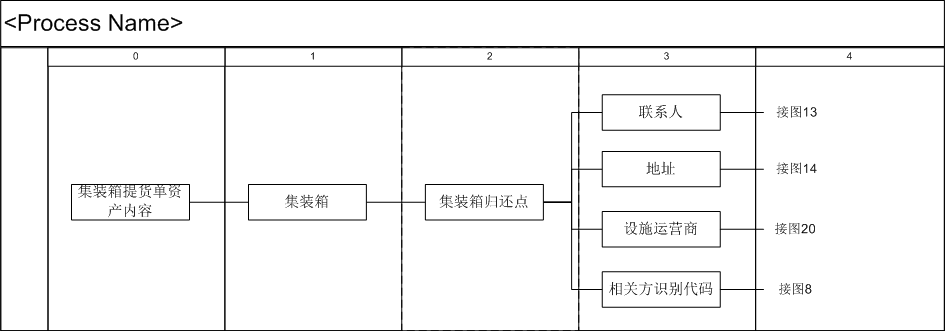 <Process Name>
0
1
2
3
4
联系人
接图13
地址
接图14
集装箱提货单资
产内容
集装箱
集装箱归还点
设施运营商
接图20
相关方识别代码
接图8